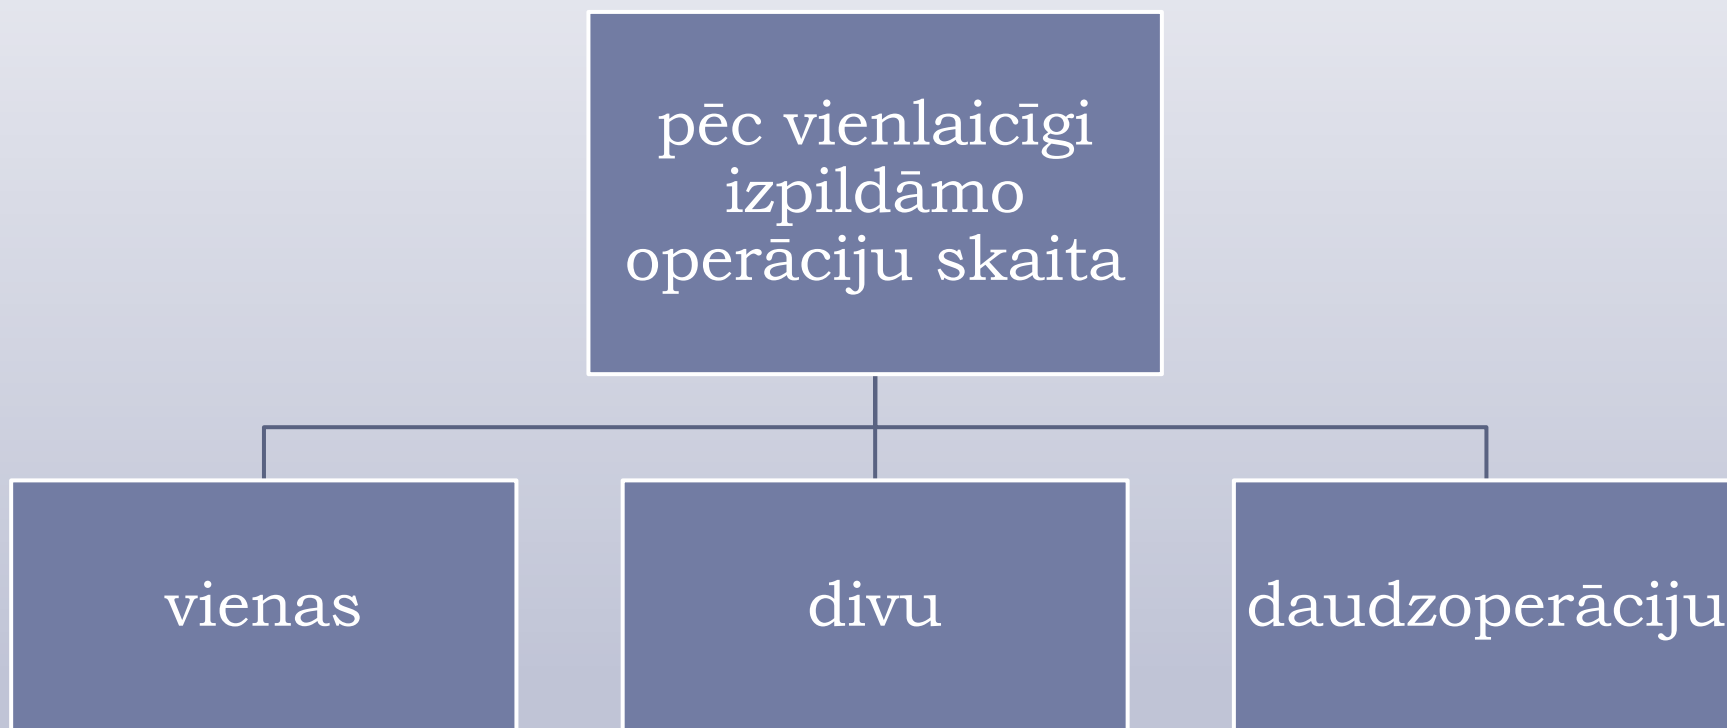 pēc vienlaicīgi
izpildāmo
operāciju skaita
vienas
divu
daudzoperāciju